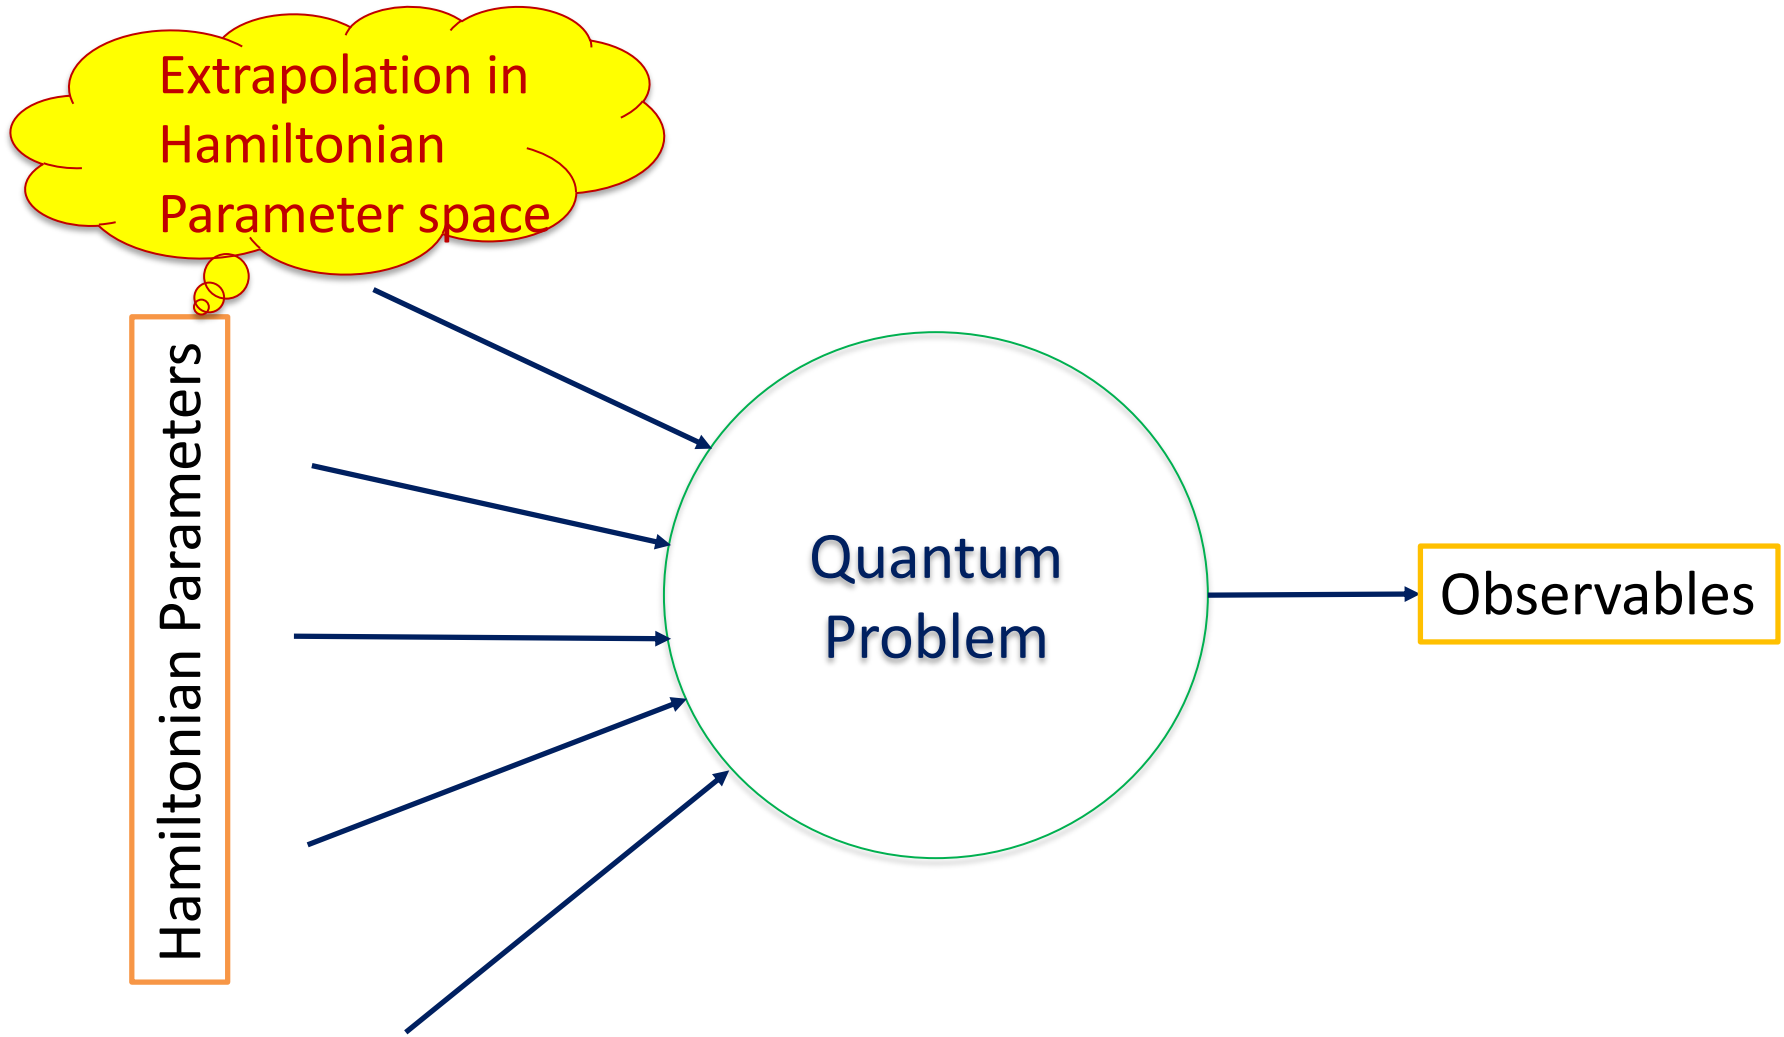 Extrapolation in
Hamiltonian
Parameter space
Hamiltonian Parameters
Quantum
Problem
Observables